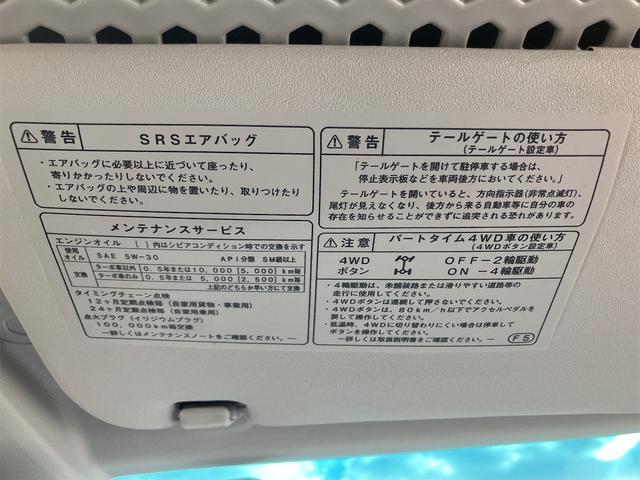 警告 SRSエアバッグ
・エアバッグに必要以上に近づいて座ったり、
寄りかかったりしないでください。
・エアバッグの上や周辺に物を置いたり、取りつけたり
しないでください。
メンテナンスサービス
エンジンオイル [ ]内はシビアコンディション時での交換を示す
使用オイル SAE 5W-30 API分類 SM級以上
交換 ターボ車以外 0.5年または10,000[5,000]km毎
ターボ車のみ 0.5年または 5,000[2,500]km毎
上記のどちらか早い方にて交換
タイミングチェーン点検
12ヶ月定期点検毎(自家用貨物・事業用)
24ヶ月定期点検毎(自家用乗用)
点火プラグ(イリジウムプラグ)
100,000km毎交換
―詳しくはメンテナンスノートをご覧ください。―
警告 テールゲートの使い方
(テールゲート設定車)
「テールゲートを開けて駐停車する場合は、
停止表示板などを車両後方においてください。」
テールゲートを開いていると、方向指示器(非常点滅灯)、
尾灯が見えなくなり、後方から来る自動車等に自分の車の
存在を知らせることができずに追突される恐れがあります。
注意 パートタイム4WD車の使い方
(4WDボタン設定車)
4WD OFF-2輪駆動
ボタン ON-4輪駆動
・4輪駆動は、未舗装路または滑りやすい道路等の
走行に使用してください。
・4WDボタンは連続して押さないでください。
・4WDボタンは、80km/h以下でアクセルペダルを
戻して操作してください。
・低温時、4WDに切り替わりにくい場合は停車して
ボタンを操作してください。
―詳しくは取扱説明書をご覧ください。― F5